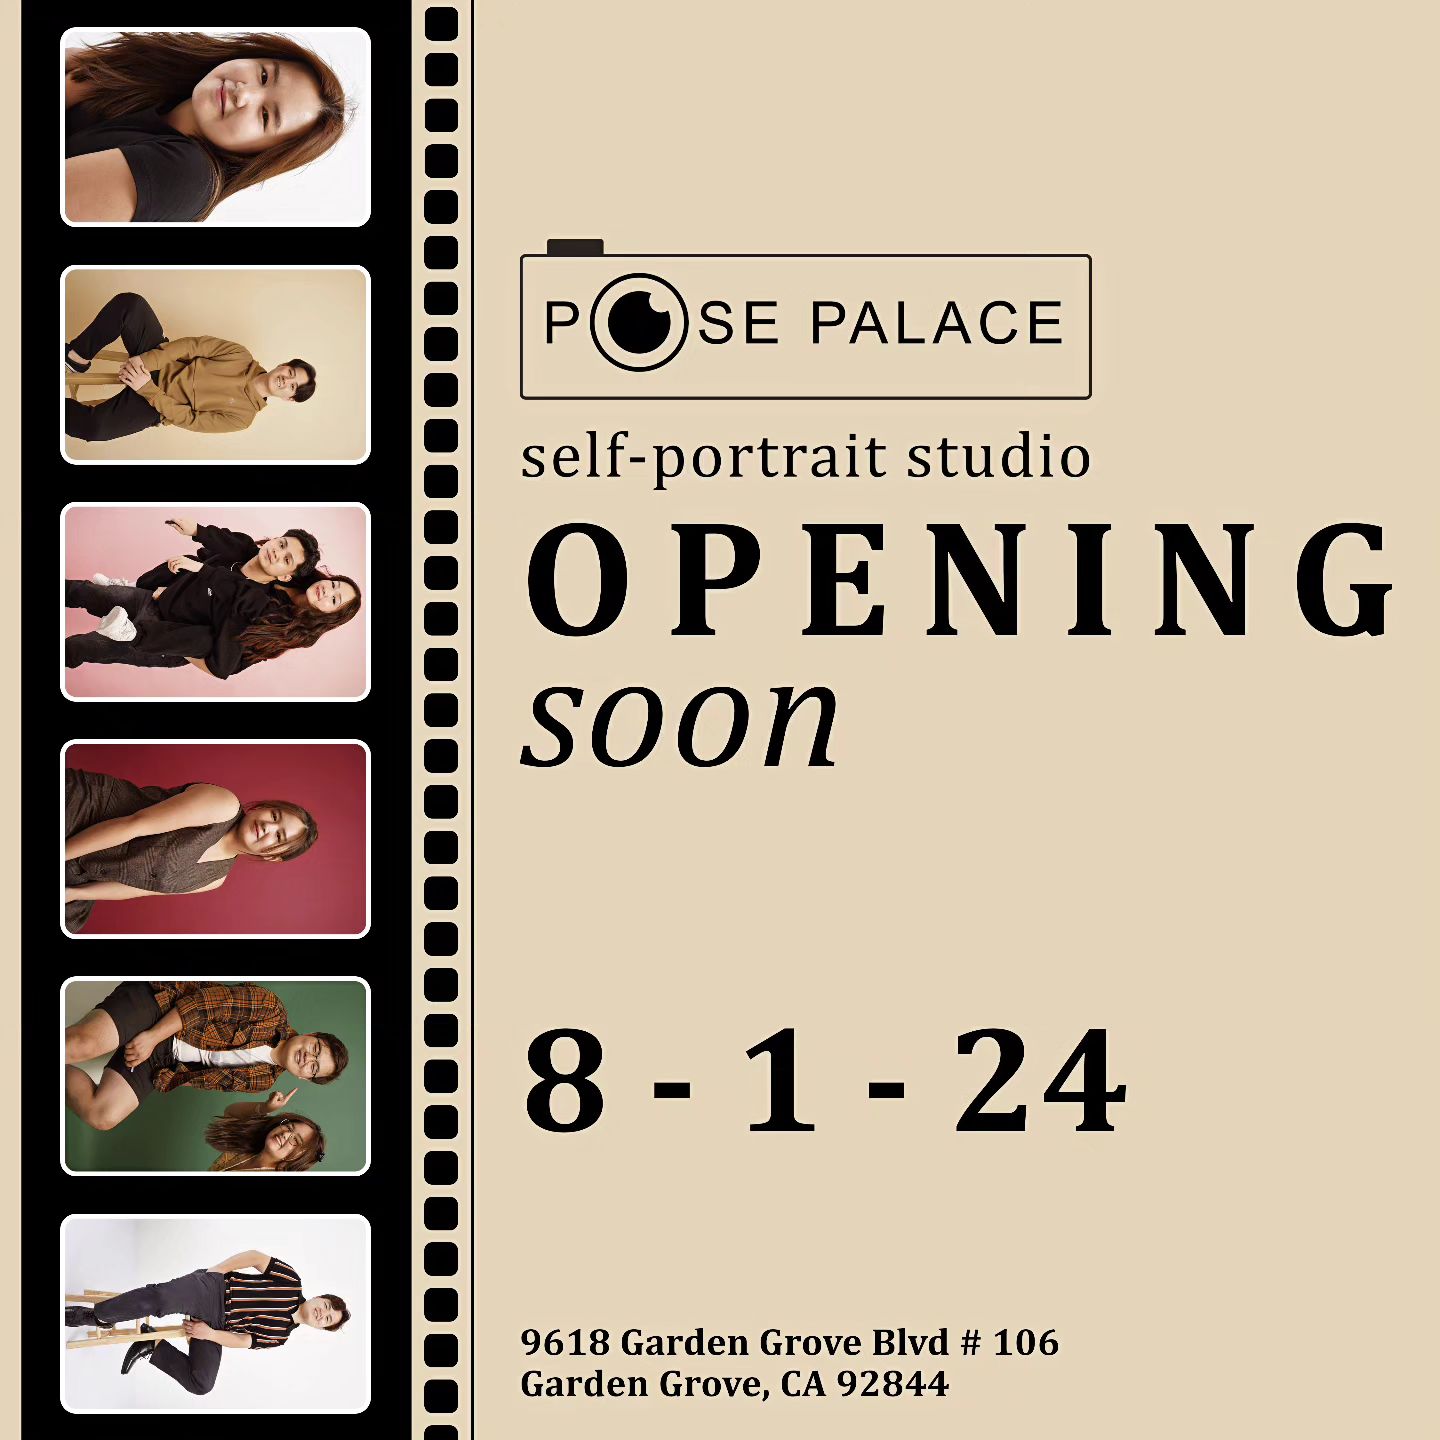 POSE PALACE
self-portrait studio
OPENING
soon
8 - 1 - 24
9618 Garden Grove Blvd # 106
Garden Grove, CA 92844